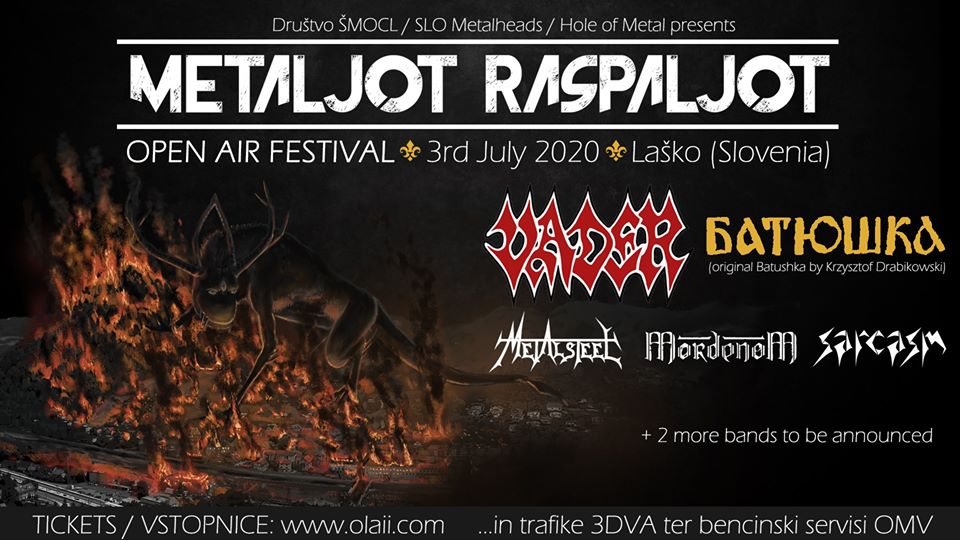 Društvo ŠMOCL / SLO Metalheads / Hole of Metal presents
METALJOT RASPALJOT
OPEN AIR FESTIVAL ⚜ 3rd July 2020 ⚜ Laško (Slovenia)
VADER
БАТЮШКА
(original Batushka by Krzysztof Drabikowski)
METALSTEEL MORDENOM sarcasm
+ 2 more bands to be announced
TICKETS / VSTOPNICE: www.olaii.com ...in trafike 3DVA ter bencinski servisi OMV